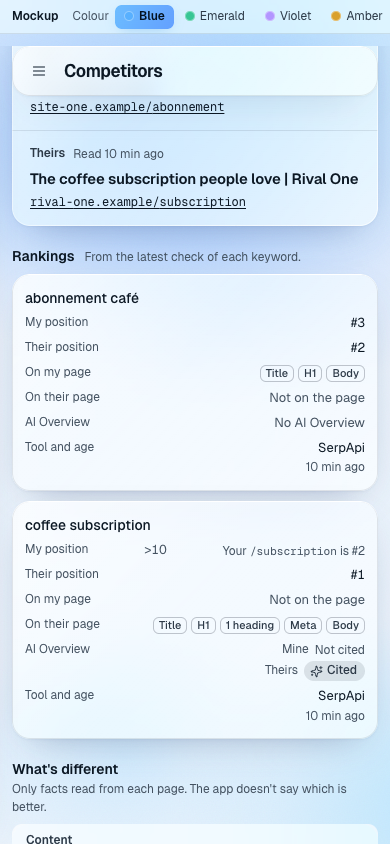 Mockup Colour Blue Emerald Violet Amber
Competitors
site-one.example/abonnement
Theirs Read 10 min ago
The coffee subscription people love | Rival One
rival-one.example/subscription
Rankings From the latest check of each keyword.
abonnement café
My position #3
Their position #2
On my page Title H1 Body
On their page Not on the page
AI Overview No AI Overview
Tool and age SerpApi
10 min ago
coffee subscription
My position >10 Your /subscription is #2
Their position #1
On my page Not on the page
On their page Title H1 1 heading Meta Body
AI Overview Mine Not cited
Theirs Cited
Tool and age SerpApi
10 min ago
What's different
Only facts read from each page. The app doesn't say which is
better.
Content